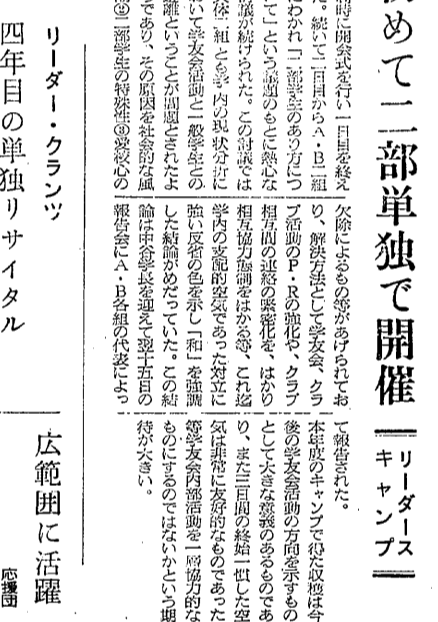 めて二部単独で開催
リーダース
キャンプ
時に開会式を行い一日目を終え
た。続いて二日目からA・B二組
にわかれ「二部学生のあり方につ
て」という議題のもとに熱心な
議が続けられた。この討議では
体二組とも学内の現状分析に
いて学友会活動と一般学生との
離ということが問題とされたよ
であり、その原因を社会的な風
②二部学生の特殊性③愛校心の
欠除によるもの等があげられてお
り、解決方法として学友会、クラ
ブ活動のP・Rの強化や、クラブ
相互間の連絡の緊密化を、はかり
相互協力態調をはかる等、これ迄
学内の支配的空気であった対立に
強い反省の色を示し「和」を強調
した結論がめだっていた。この結
論は中谷学長を迎えて翌十五日の
報告会にA・B各組の代表によっ
て報告された。
本年度のキャンプで得た収穫は今
後の学友会活動の方向を示すもの
として大きな意義のあるものであ
り、また三日間の終始一慣した空
気は非常に友好的なものであった
等学友会内部活動を一層協力的な
ものにするのではないかという期
待が大きい。
リーダー・クランツ
四年目の単独リサイタル
広範囲に活躍
応援団